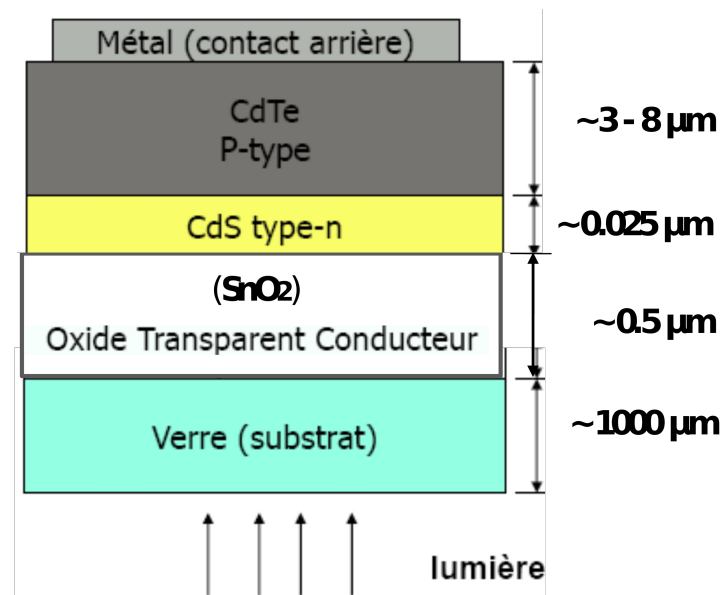 Métal (contact arrière)
CdTe
P-type
~3 - 8 µm
CdS type-n
~0.025 µm
(SnO2)
Oxide Transparent Conducteur
~0.5 µm
Verre (substrat)
~1000 µm
lumière